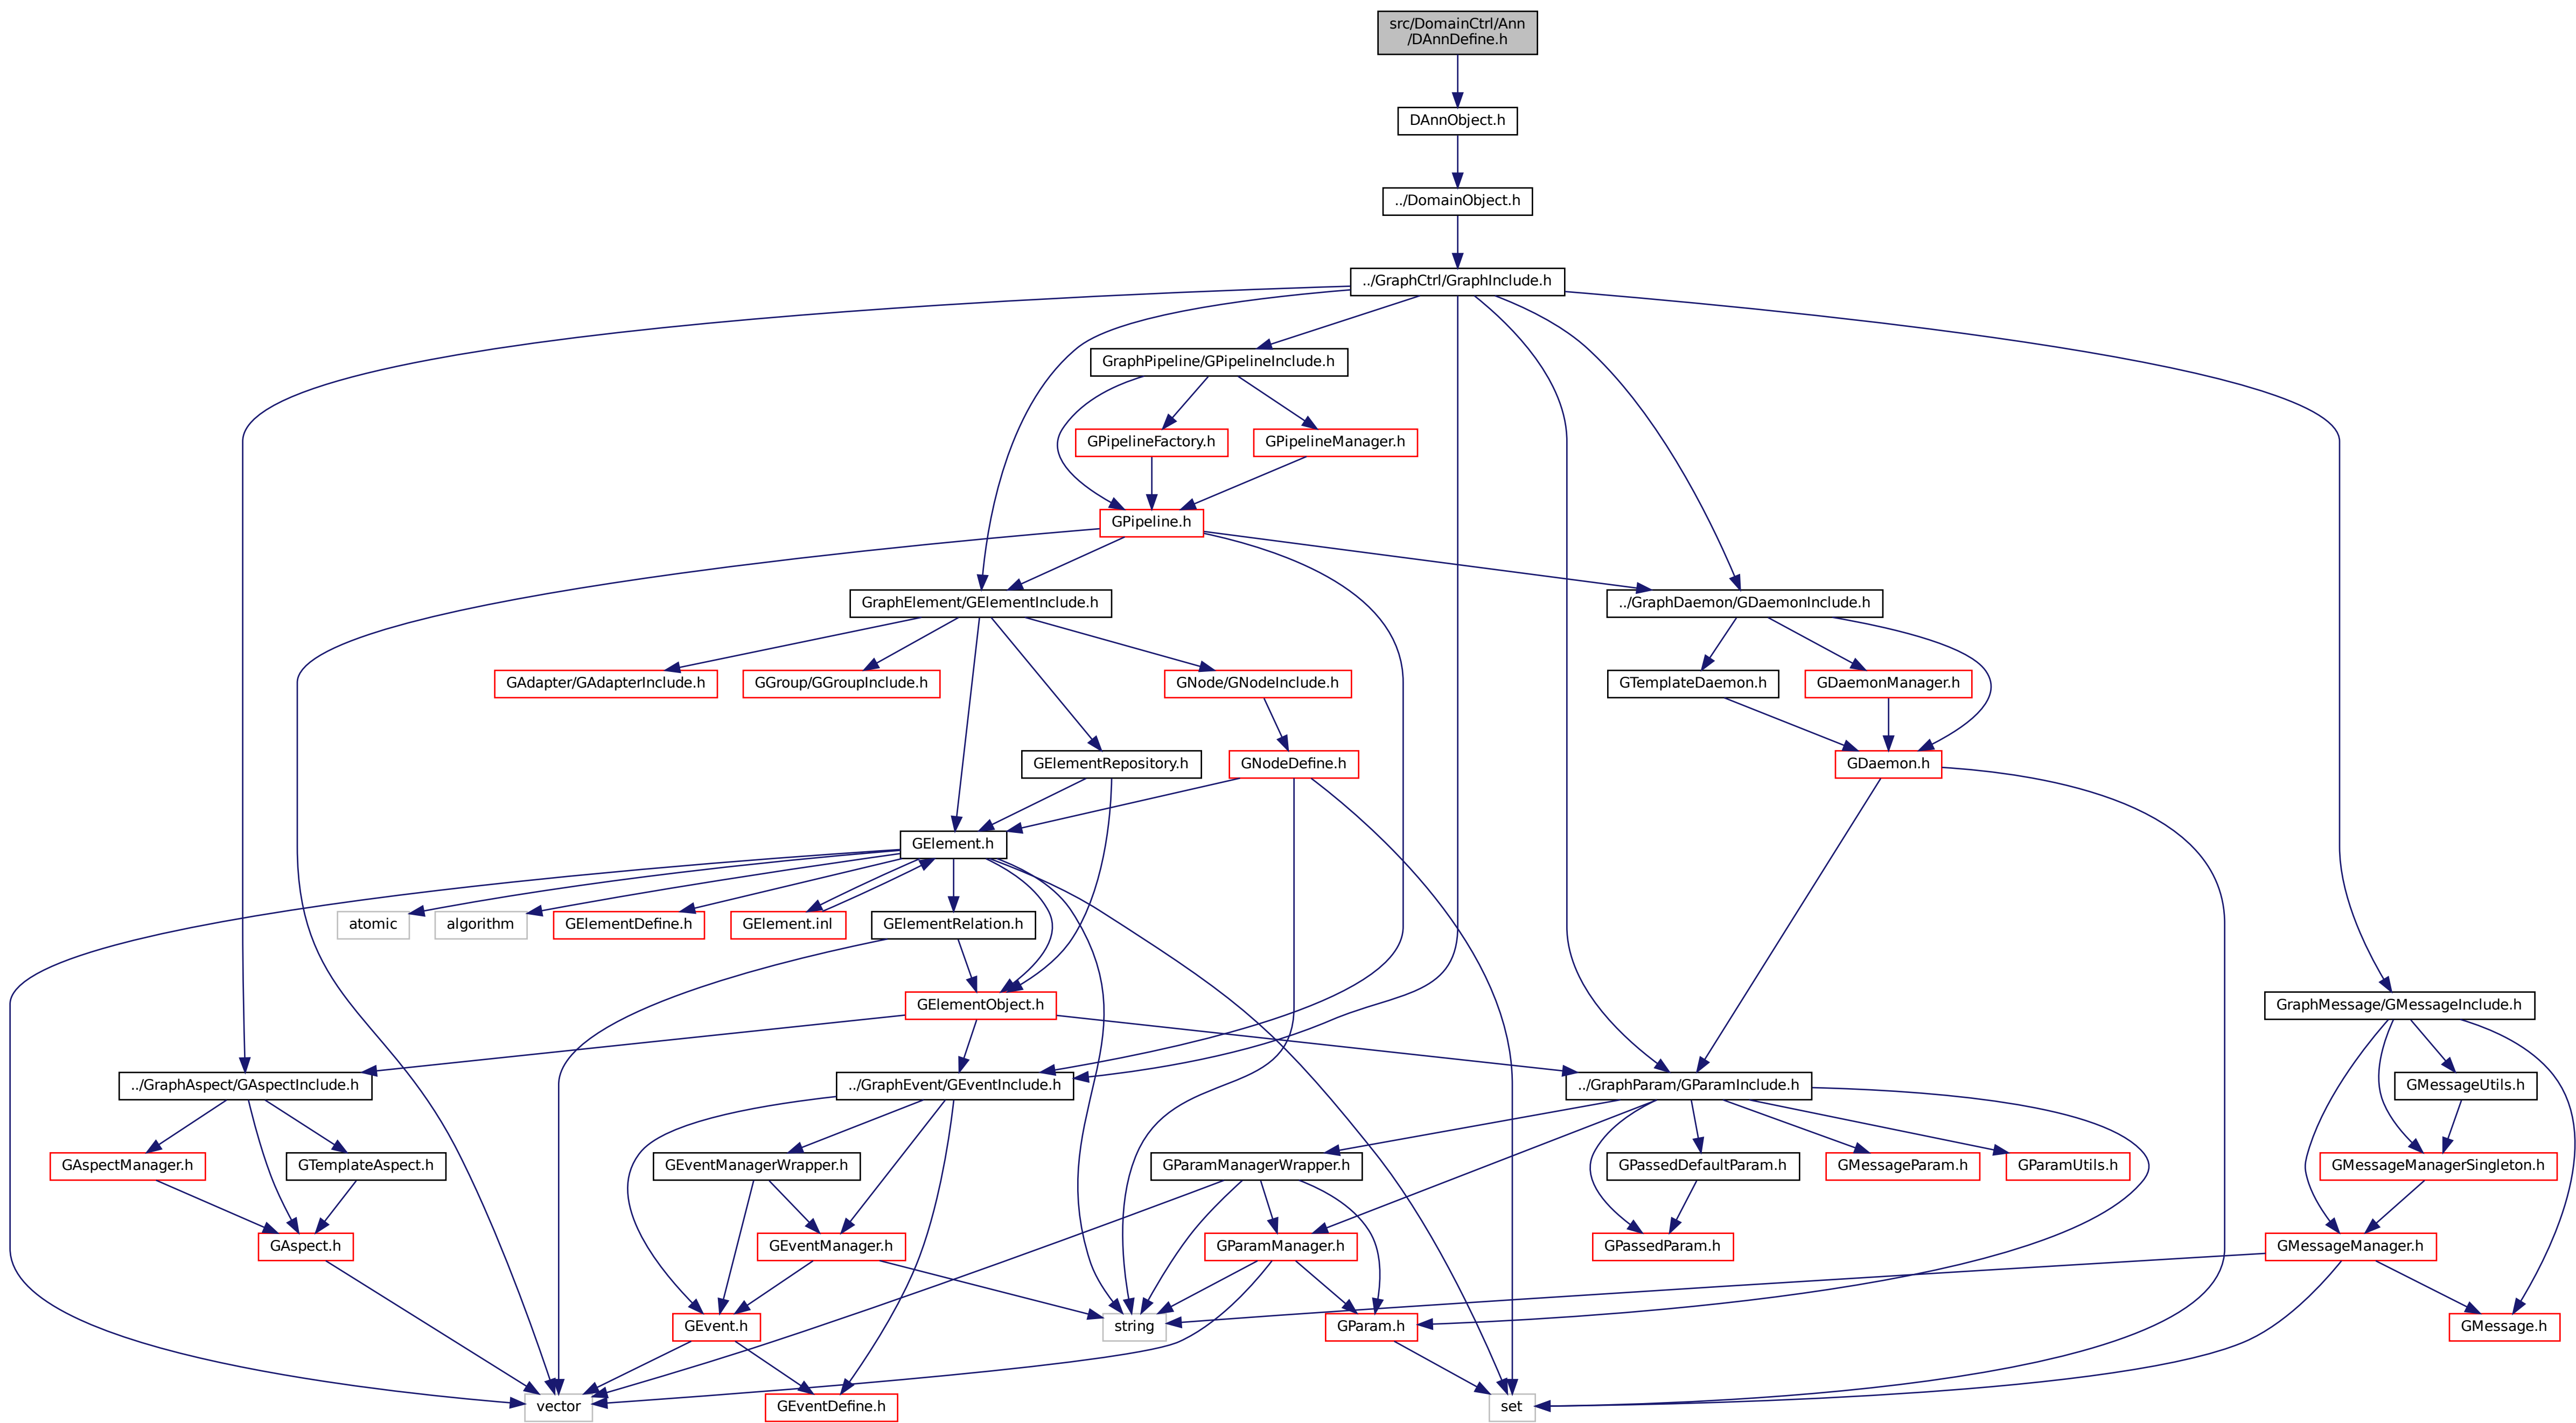 src/DomainCtrl/Ann
/DAnnDefine.h
DAnnObject.h
../DomainObject.h
../GraphCtrl/GraphInclude.h
GraphPipeline/GPipelineInclude.h
GPipelineFactory.h
GPipelineManager.h
GPipeline.h
GraphElement/GElementInclude.h
../GraphDaemon/GDaemonInclude.h
GAdapter/GAdapterInclude.h
GGroup/GGroupInclude.h
GNode/GNodeInclude.h
GTemplateDaemon.h
GDaemonManager.h
GElementRepository.h
GNodeDefine.h
GDaemon.h
GElement.h
atomic
algorithm
GElementDefine.h
GElement.inl
GElementRelation.h
GElementObject.h
GraphMessage/GMessageInclude.h
../GraphAspect/GAspectInclude.h
../GraphEvent/GEventInclude.h
../GraphParam/GParamInclude.h
GMessageUtils.h
GAspectManager.h
GTemplateAspect.h
GEventManagerWrapper.h
GParamManagerWrapper.h
GPassedDefaultParam.h
GMessageParam.h
GParamUtils.h
GMessageManagerSingleton.h
GAspect.h
GEventManager.h
GParamManager.h
GPassedParam.h
GMessageManager.h
GEvent.h
string
GParam.h
GMessage.h
vector
GEventDefine.h
set